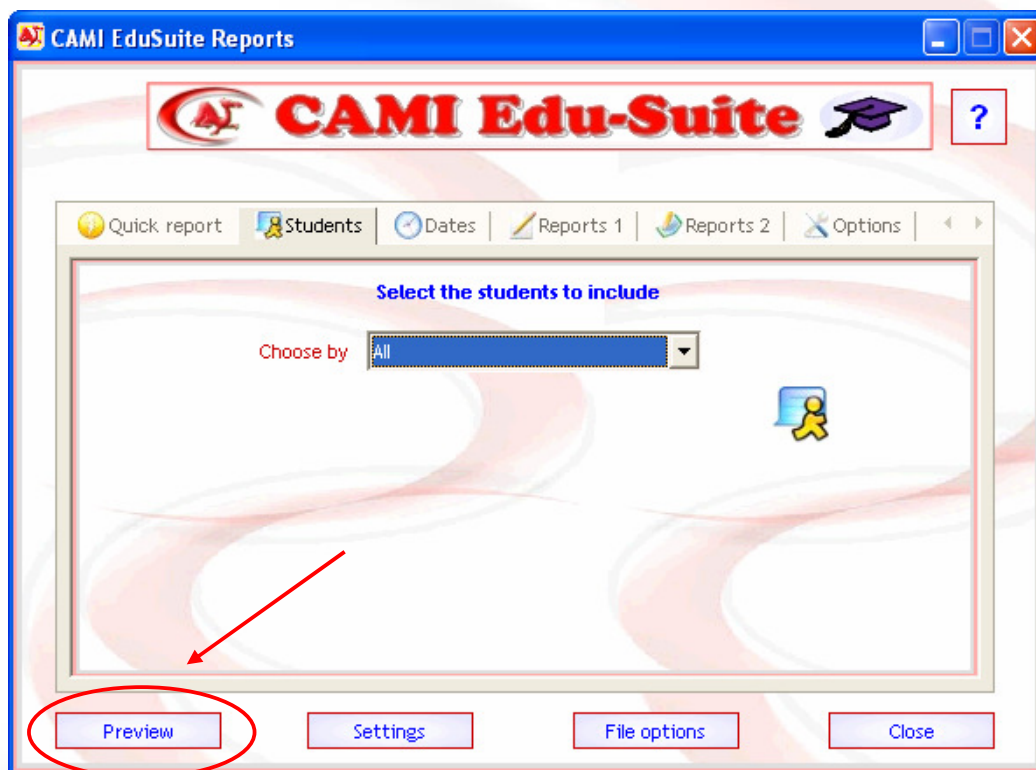 CAMI EduSuite Reports
CAMI Edu-Suite ?
Quick report Students Dates Reports 1 Reports 2 Options
Select the students to include
Choose by All
Preview Settings File options Close